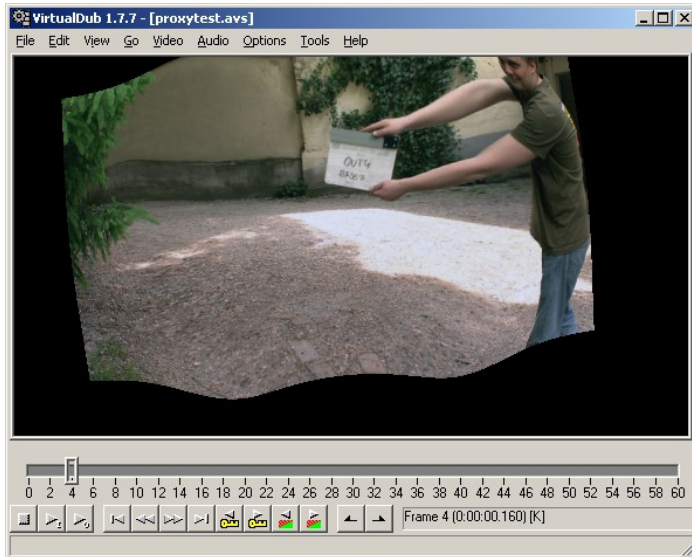 VirtualDub 1.7.7 - [proxytest.avs]
File Edit View Go Video Audio Options Tools Help
OUT4
0 2 4 6 8 10 12 14 16 18 20 22 24 26 28 30 32 34 36 38 40 42 44 46 48 50 52 54 56 58 60
Frame 4 (0:00:00.160) [K]